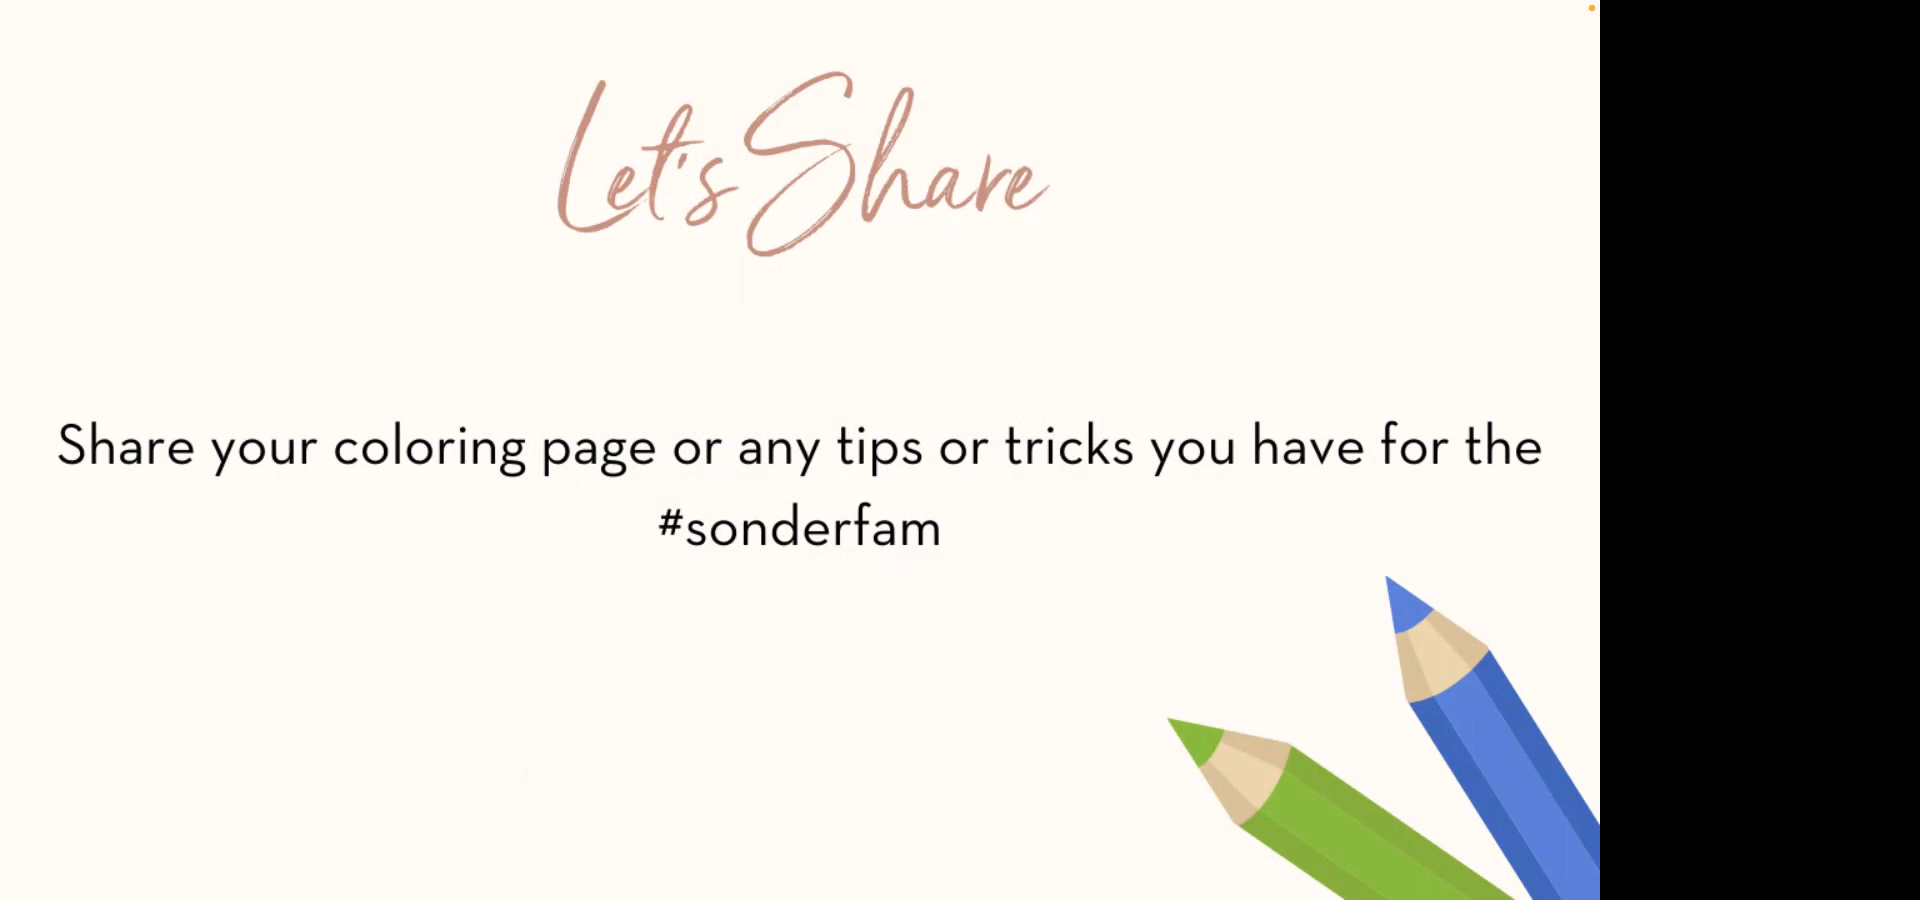 Let's Share
Share your coloring page or any tips or tricks you have for the
#sonderfam